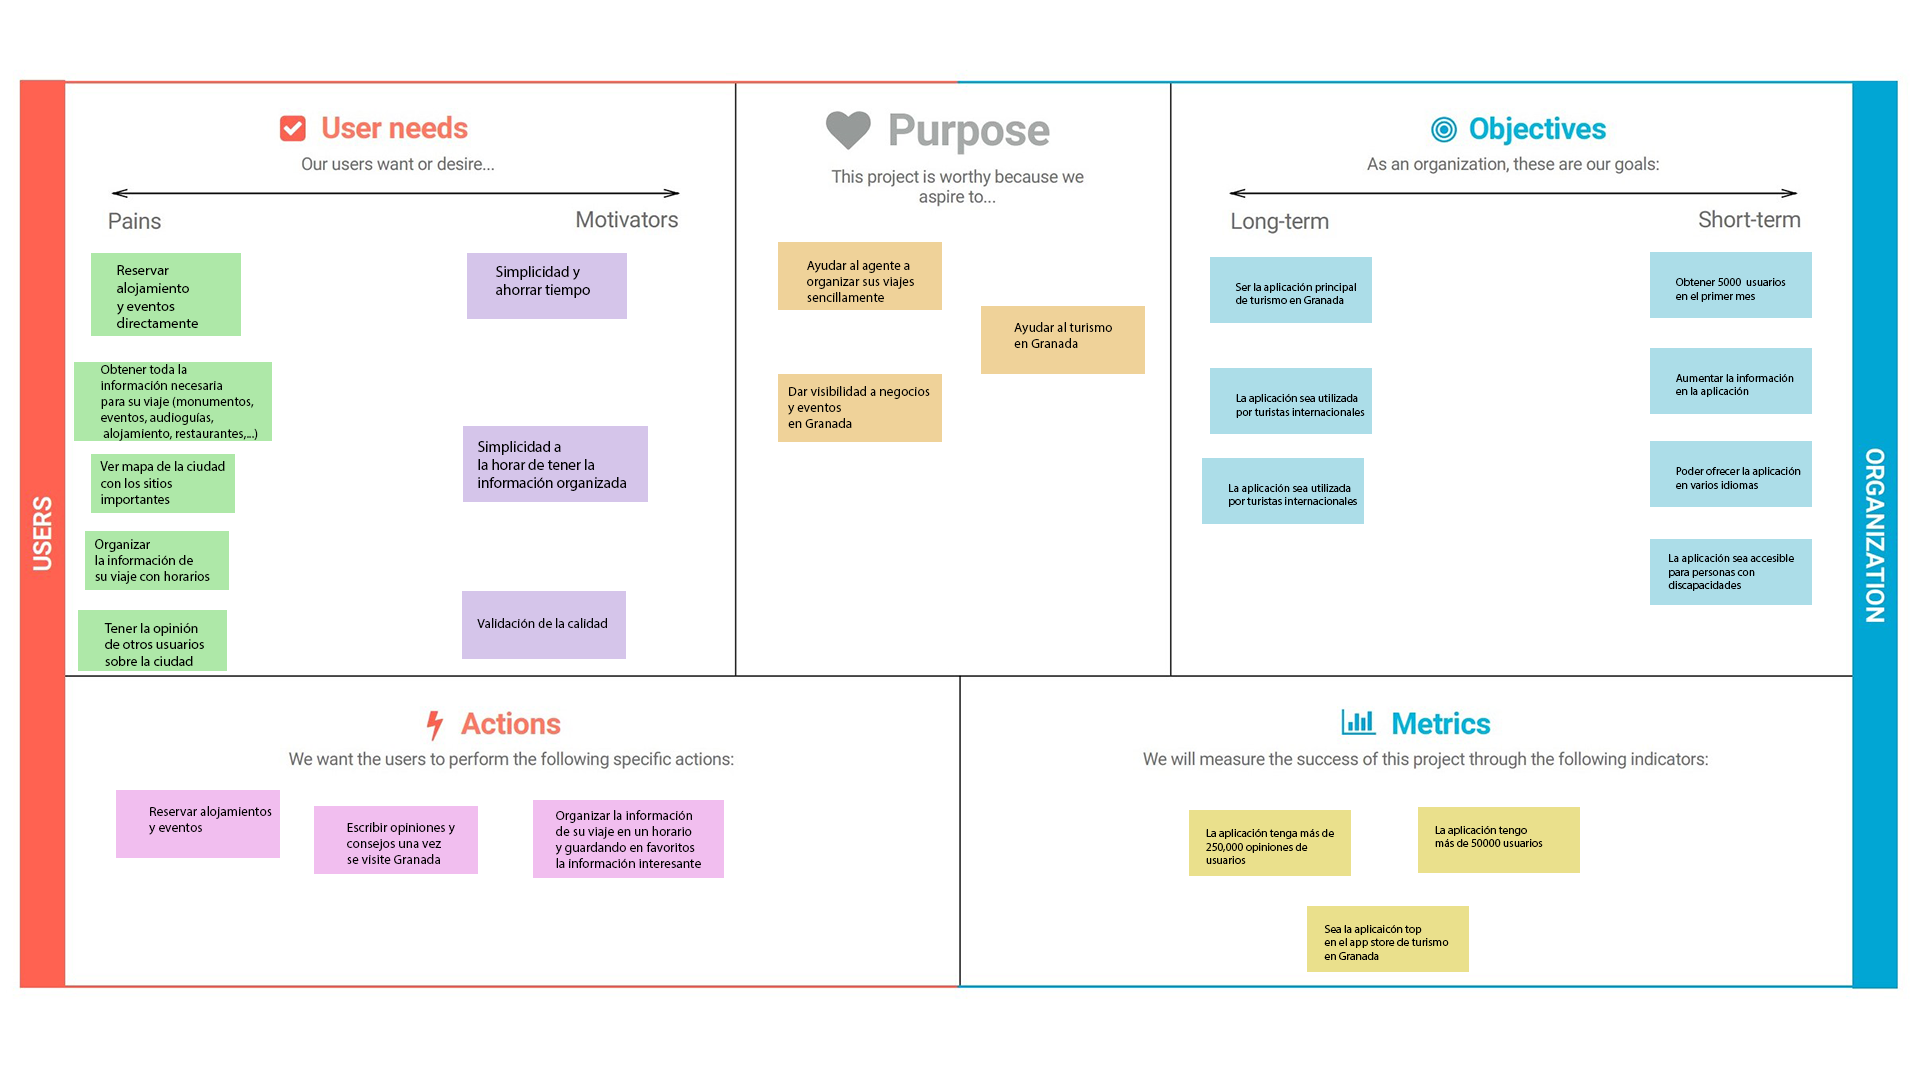 USERS
User needs
Our users want or desire...
Pains
Motivators
Reservar
alojamiento
y eventos
directamente
Obtener toda la
información necesaria
para su viaje (monumentos,
eventos, audioguías,
alojamiento, restaurantes,...)
Ver mapa de la ciudad
con los sitios
importantes
Organizar
la información de
su viaje con horarios
Tener la opinión
de otros usuarios
sobre la ciudad
Simplicidad y
ahorrar tiempo
Simplicidad a
la horar de tener la
información organizada
Validación de la calidad
Purpose
This project is worthy because we
aspire to...
Ayudar al agente a
organizar sus viajes
sencillamente
Ayudar al turismo
en Granada
Dar visibilidad a negocios
y eventos
en Granada
Objectives
As an organization, these are our goals:
Long-term
Short-term
Ser la aplicación principal
de turismo en Granada
La aplicación sea utilizada
por turistas internacionales
La aplicación sea utilizada
por turistas internacionales
Obtener 5000 usuarios
en el primer mes
Aumentar la información
en la aplicación
Poder ofrecer la aplicación
en varios idiomas
La aplicación sea accesible
para personas con
discapacidades
ORGANIZATION
Actions
We want the users to perform the following specific actions:
Reservar alojamientos
y eventos
Escribir opiniones y
consejos una vez
se visite Granada
Organizar la información
de su viaje en un horario
y guardando en favoritos
la información interesante
Metrics
We will measure the success of this project through the following indicators:
La aplicación tenga más de
250,000 opiniones de
usuarios
La aplicación tengo
más de 50000 usuarios
Sea la aplicaicón top
en el app store de turismo
en Granada